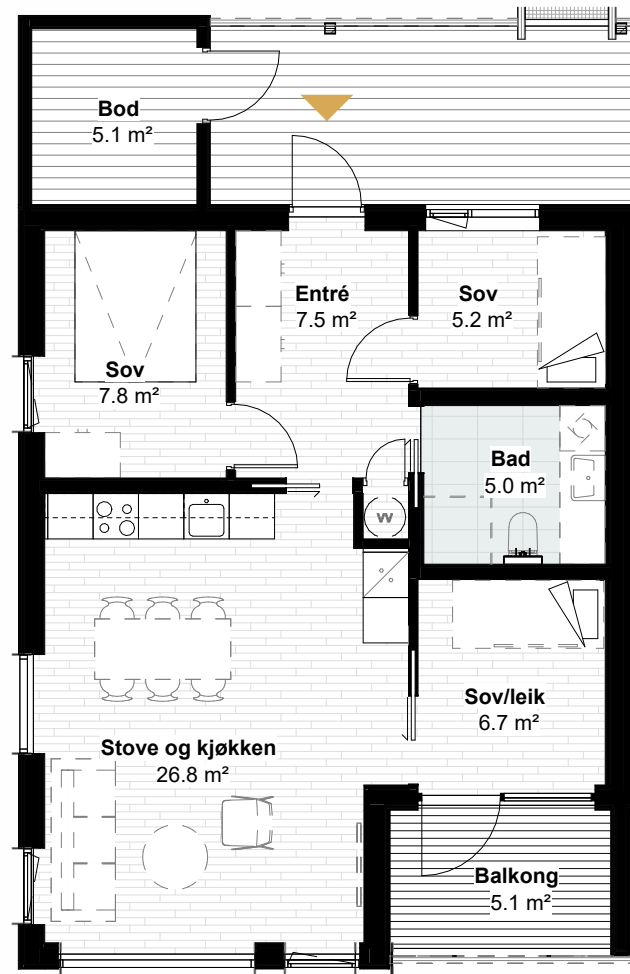 Bod
5.1 m²
Entré
7.5 m²
Sov
5.2 m²
Sov
7.8 m²
Bad
5.0 m²
VV
Sov/leik
6.7 m²
Stove og kjøkken
26.8 m²
Balkong
5.1 m²